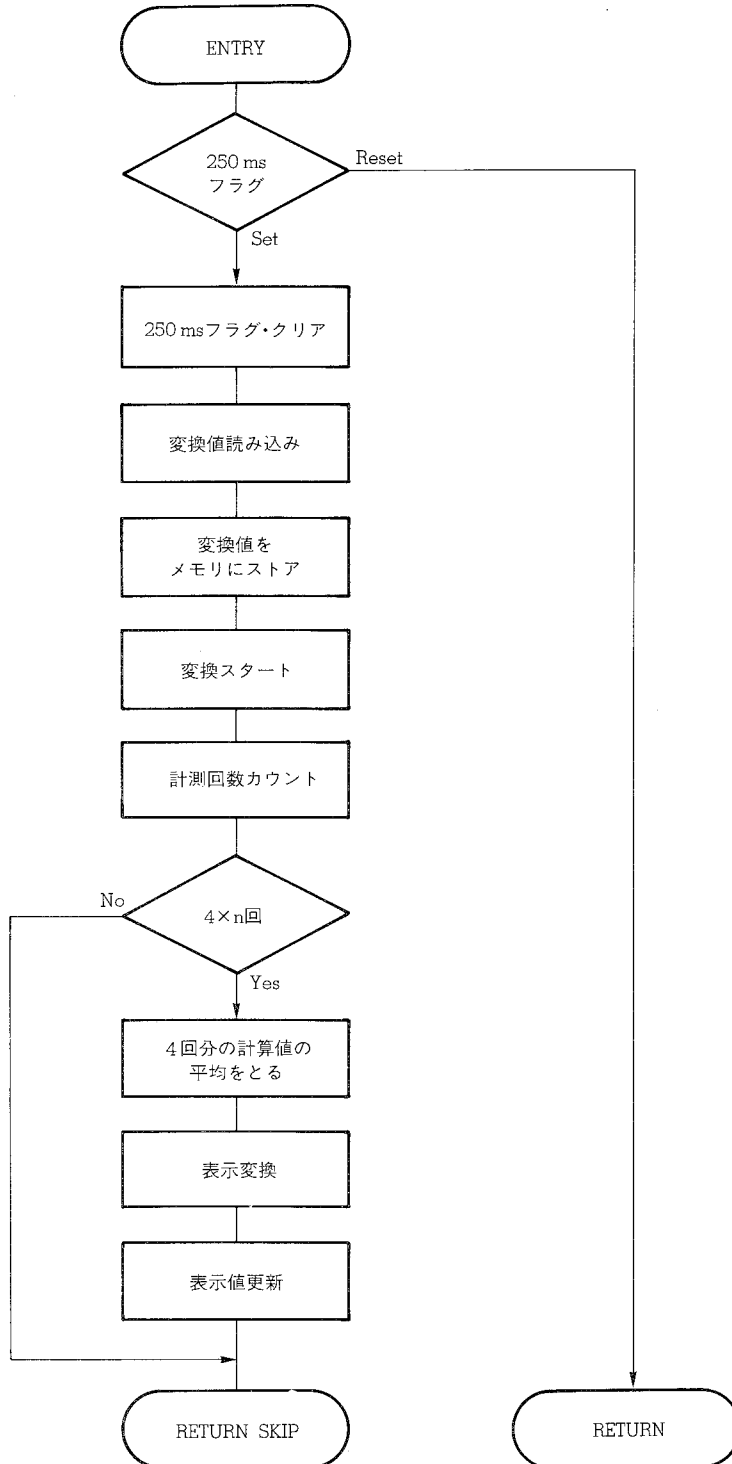 ENTRY
250 ms
フラグ
Reset
Set
250 msフラグ・クリア
変換値読み込み
変換値を
メモリにストア
変換スタート
計測回数カウント
No
4×n回
Yes
4回分の計算値の
平均をとる
表示変換
表示値更新
RETURN SKIP
RETURN